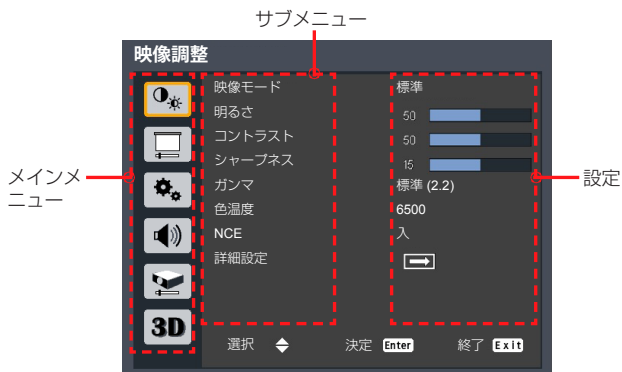 サブメニュー
映像調整
映像モード 標準
明るさ 50
コントラスト 50
シャープネス 15
ガンマ 標準 (2.2)
色温度 6500
NCE 入
詳細設定
メインメ
ニュー
設定
3D
選択 決定 Enter 終了 Exit